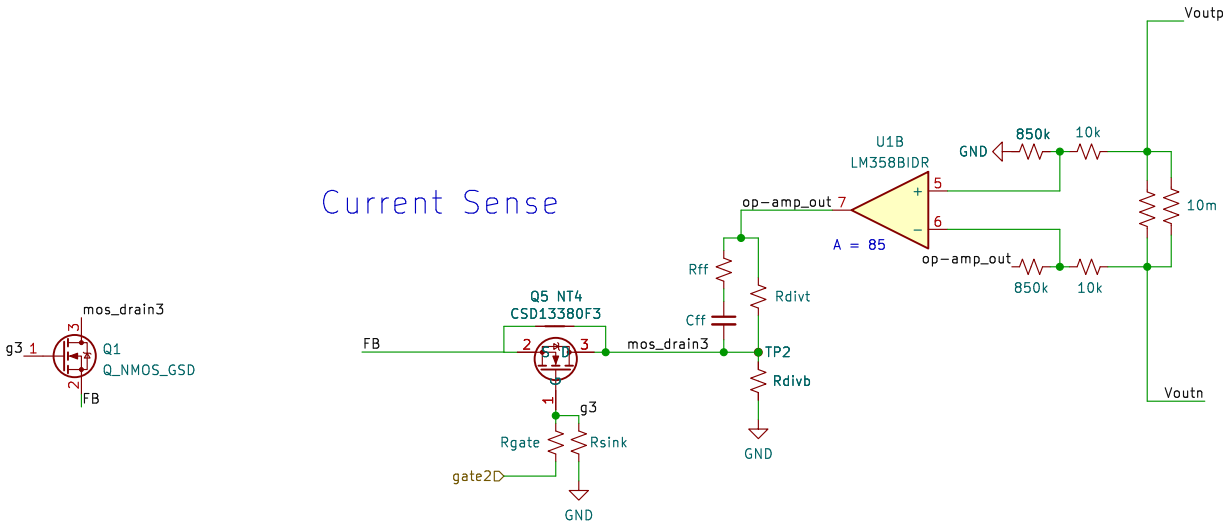 Voutp
850k
10k
GND
U1B
LM358BIDR
5
+
7
op-amp_out
6
-
A = 85
10m
op-amp_out
850k
10k
Current Sense
Rff
Rdivt
Cff
Q5 NT4
CSD13380F3
mos_drain3
3
g3
1
Q1
Q_NMOS_GSD
2
FB
FB
2
S
D
3
mos_drain3
TP2
G
1
Rdivb
g3
Voutn
Rgate
Rsink
GND
gate2
GND